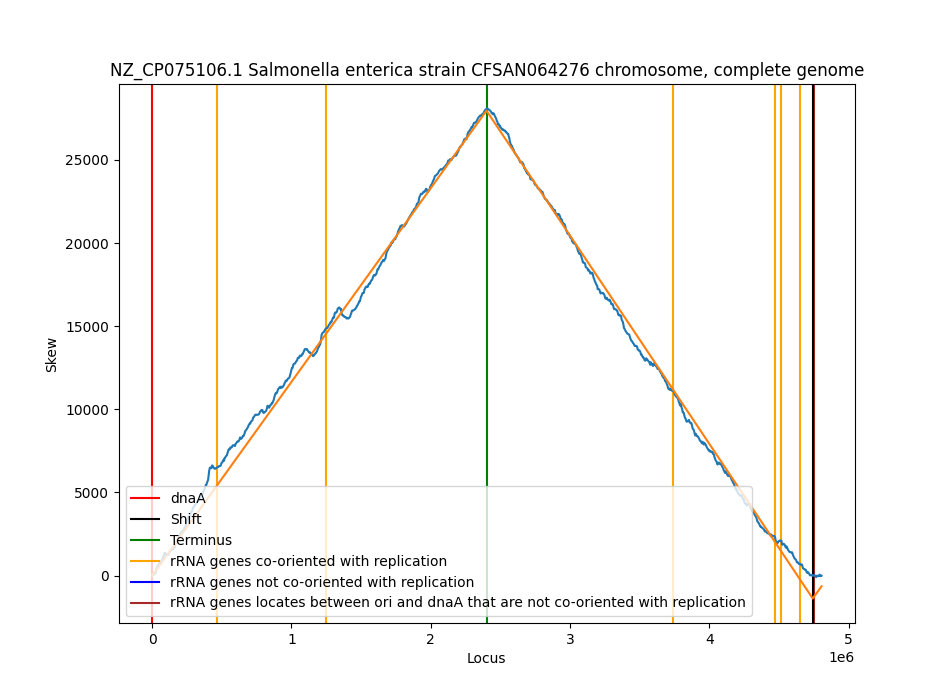 NZ_CP075106.1 Salmonella enterica strain CFSAN064276 chromosome, complete genome
Skew
25000
20000
15000
10000
5000
0
dnaA
Shift
Terminus
rRNA genes co-oriented with replication
rRNA genes not co-oriented with replication
rRNA genes locates between ori and dnaA that are not co-oriented with replication
0 1 2 3 4 5
1e6
Locus